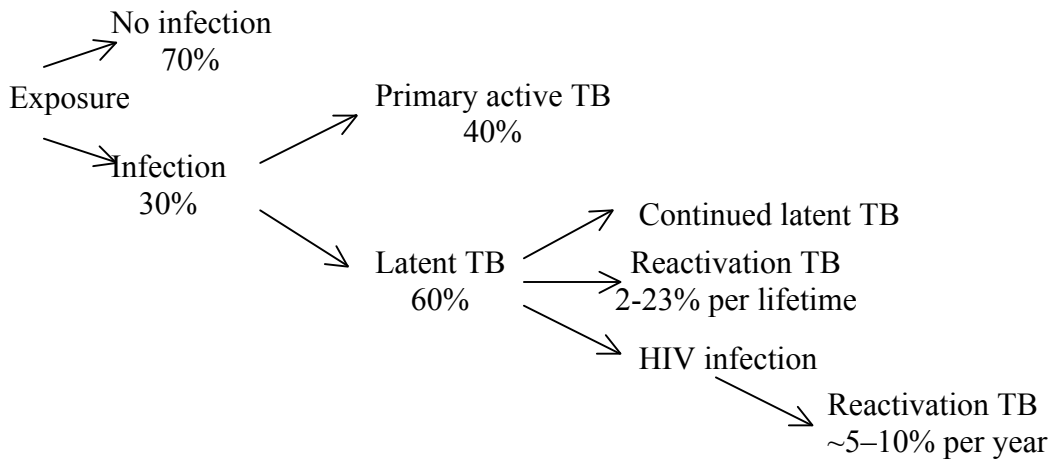 No infection
70%
Exposure
Primary active TB
40%
Infection
30%
Continued latent TB
Latent TB
60%
Reactivation TB
2-23% per lifetime
HIV infection
Reactivation TB
~5–10% per year